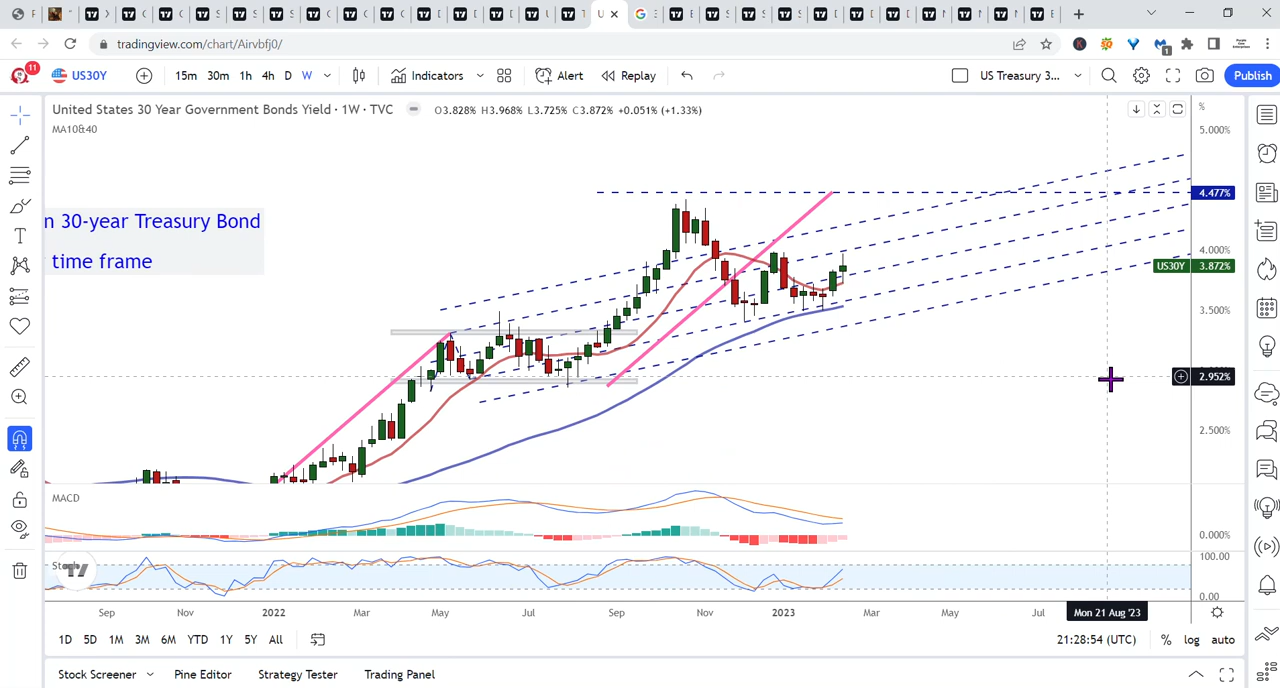 tradingview.com/chart/Airvbfj0/
1
11
US30Y
15m 30m 1h 4h D W
Indicators
Alert
Replay
US Treasury 3...
Publish
United States 30 Year Government Bonds Yield · 1W · TVC
O3.828% H3.968% L3.725% C3.872% +0.051% (+1.33%)
MA10&40
%
5.000%
4.477%
4.000%
US30Y 3.872%
3.500%
2.952%
2.500%
n 30-year Treasury Bond
time frame
MACD
0.000%
100.00
0.00
Sep Nov 2022 Mar May Jul Sep Nov 2023 Mar May Jul Mon 21 Aug '23
1D 5D 1M 3M 6M YTD 1Y 5Y All
21:28:54 (UTC) % log auto
Stock Screener Pine Editor Strategy Tester Trading Panel